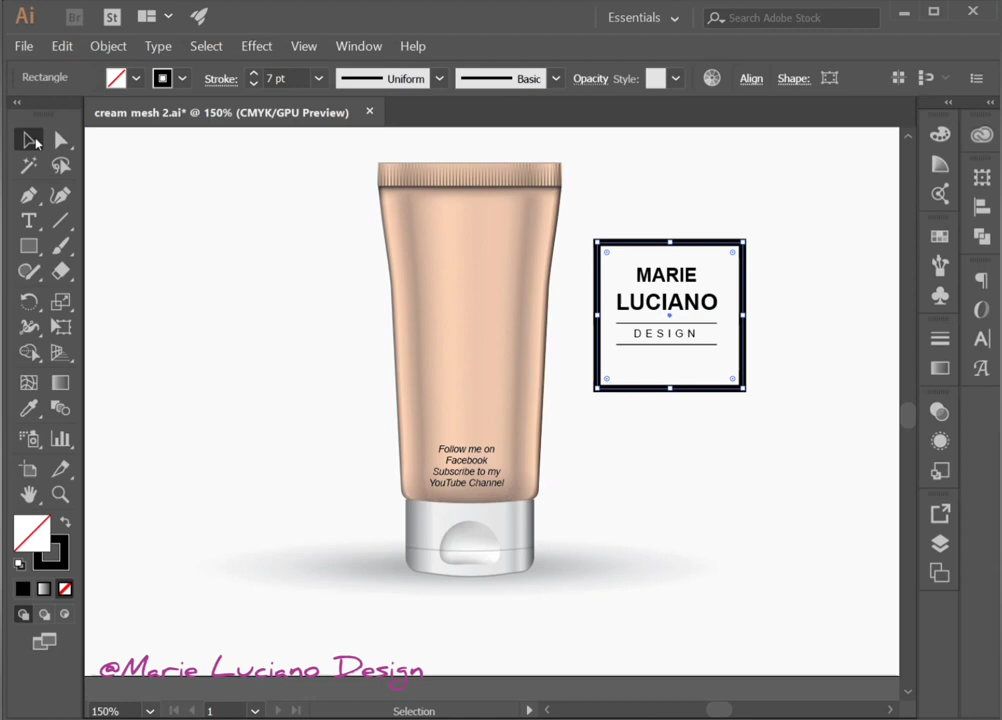 Ai
Br
St
Essentials
Search Adobe Stock
File Edit Object Type Select Effect View Window Help
Rectangle
Stroke: 7 pt
Uniform
Basic
Opacity Style:
Align
Shape:
cream mesh 2.ai* @ 150% (CMYK/GPU Preview)
MARIE
LUCIANO
DESIGN
Follow me on
Facebook
Subscribe to my
YouTube Channel
@Marie Luciano Design
150%
1
Selection